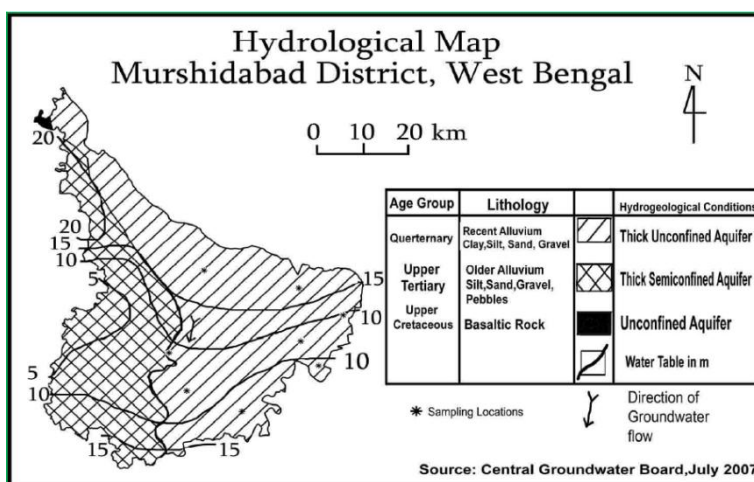 Hydrological Map
Murshidabad District, West Bengal
N
0 10 20 km
20
20
15
10
5
5
10
15
15
10
10
15
Age Group
Lithology
Hydrogeological Conditions
Querternary
Recent Alluvium
Clay,Silt, Sand, Gravel
Thick Unconfined Aquifer
Upper
Tertiary
Older Alluvium
Silt,Sand,Gravel,
Pebbles
Thick Semiconfined Aquifer
Upper
Cretaceous
Basaltic Rock
Unconfined Aquifer
Water Table in m
* Sampling Locations
Direction of
Groundwater
flow
Source: Central Groundwater Board,July 2007